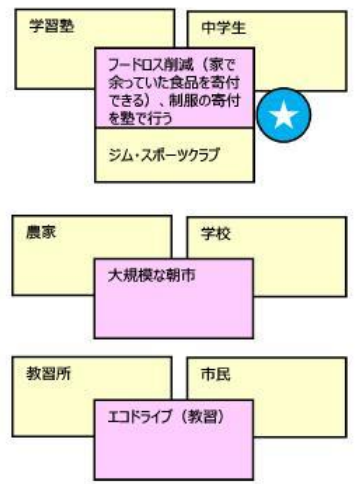 学習塾
中学生
フードロス削減（家で
余っていた食品を寄付
できる）、制服の寄付
を塾で行う
ジム・スポーツクラブ
農家
学校
大規模な朝市
教習所
市民
エコドライブ（教習）